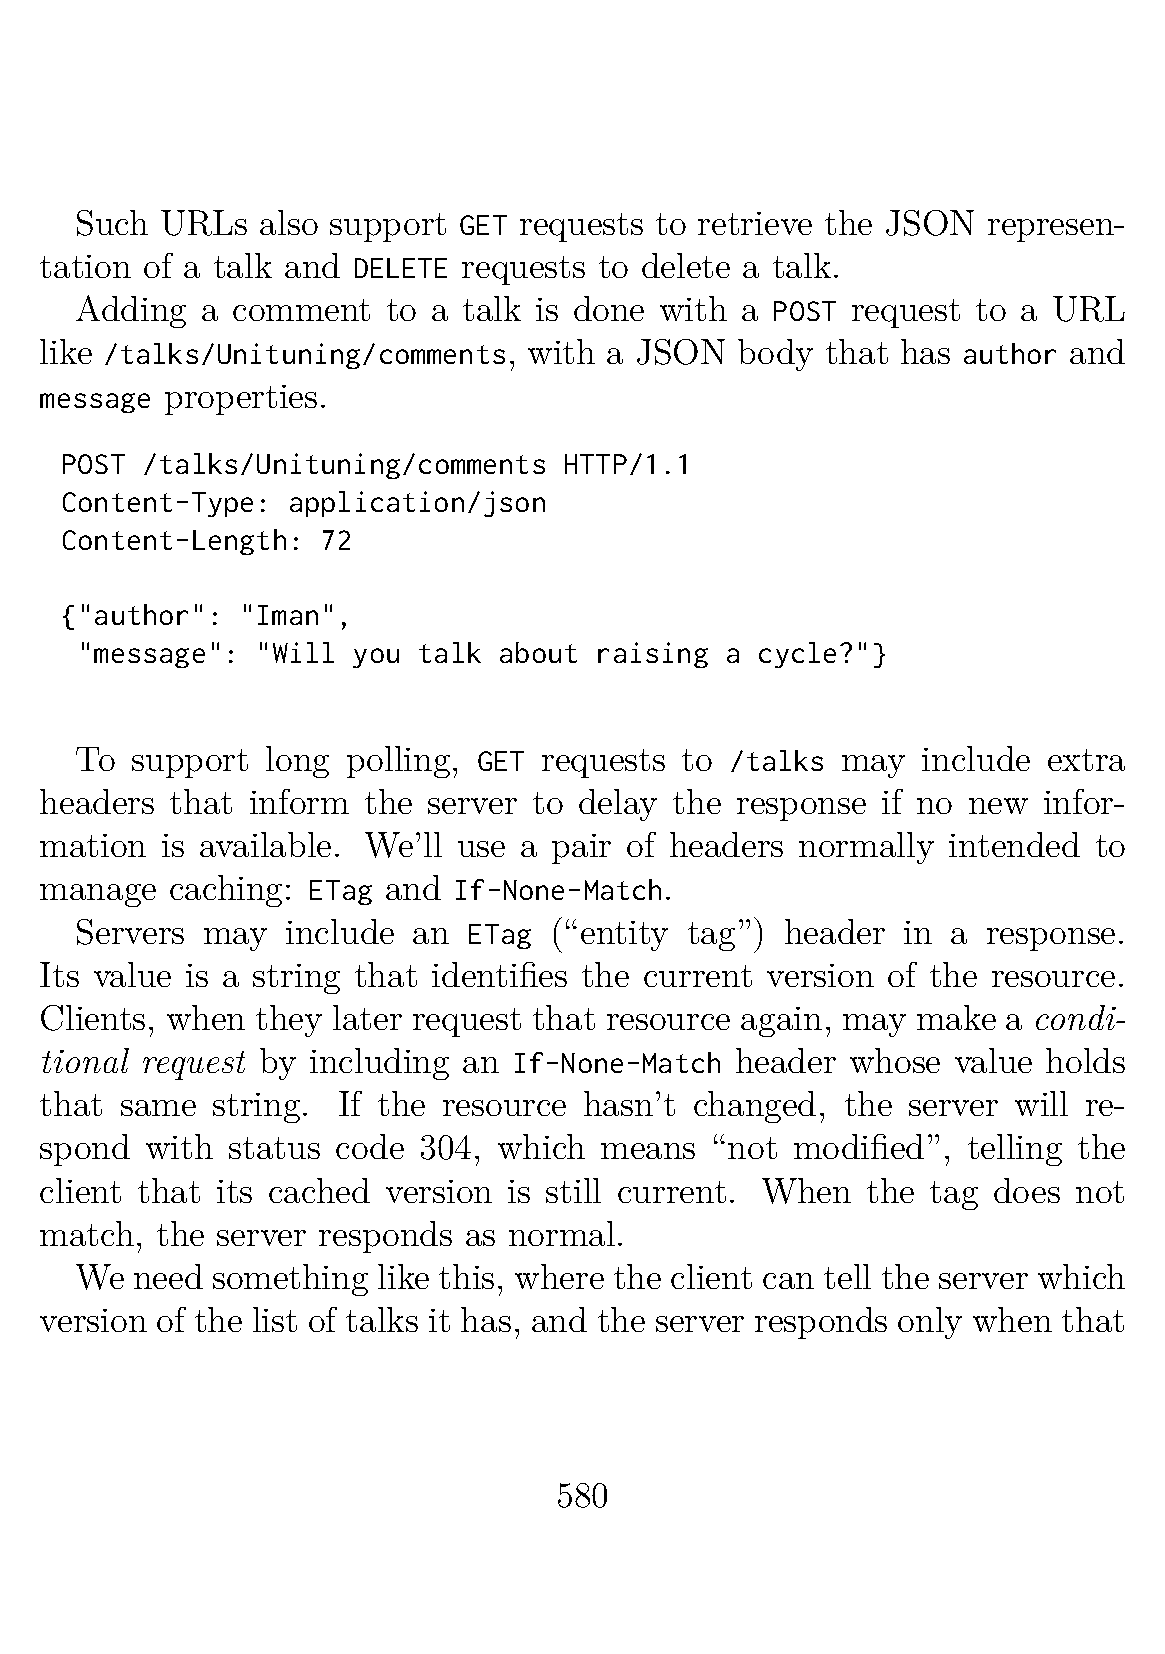 Such URLs also support GET requests to retrieve the JSON represen-
tation of a talk and DELETE requests to delete a talk.
Adding a comment to a talk is done with a POST request to a URL
like /talks/Unituning/comments, with a JSON body that has author and
message properties.
POST /talks/Unituning/comments HTTP/1.1
Content-Type: application/json
Content-Length: 72
{"author": "Iman",
 "message": "Will you talk about raising a cycle?"}
To support long polling, GET requests to /talks may include extra
headers that inform the server to delay the response if no new infor-
mation is available. We’ll use a pair of headers normally intended to
manage caching: ETag and If-None-Match.
Servers may include an ETag (“entity tag”) header in a response.
Its value is a string that identifies the current version of the resource.
Clients, when they later request that resource again, may make a condi-
tional request by including an If-None-Match header whose value holds
that same string. If the resource hasn’t changed, the server will re-
spond with status code 304, which means “not modified”, telling the
client that its cached version is still current. When the tag does not
match, the server responds as normal.
We need something like this, where the client can tell the server which
version of the list of talks it has, and the server responds only when that
580